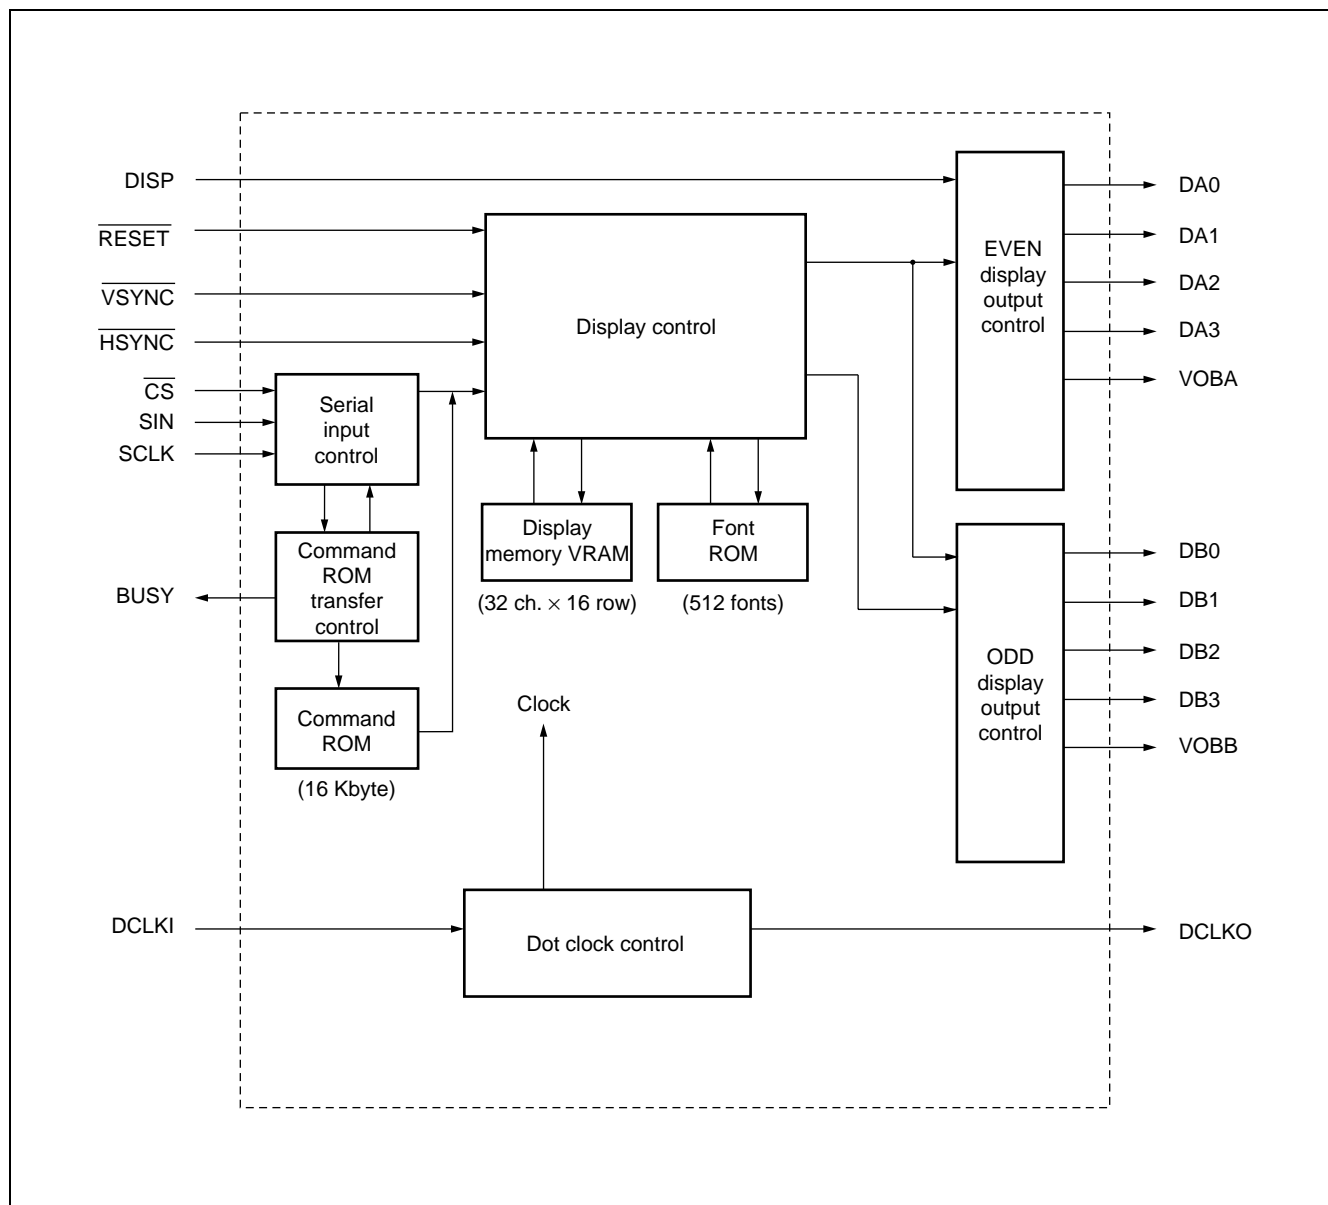 DISP
RESET
VSYNC
HSYNC
CS
SIN
SCLK
BUSY
DCLKI
Serial
input
control
Command
ROM
transfer
control
Command
ROM
(16 Kbyte)
Display control
Display
memory VRAM
(32 ch. × 16 row)
Font
ROM
(512 fonts)
Clock
Dot clock control
EVEN
display
output
control
ODD
display
output
control
DA0
DA1
DA2
DA3
VOBA
DB0
DB1
DB2
DB3
VOBB
DCLKO